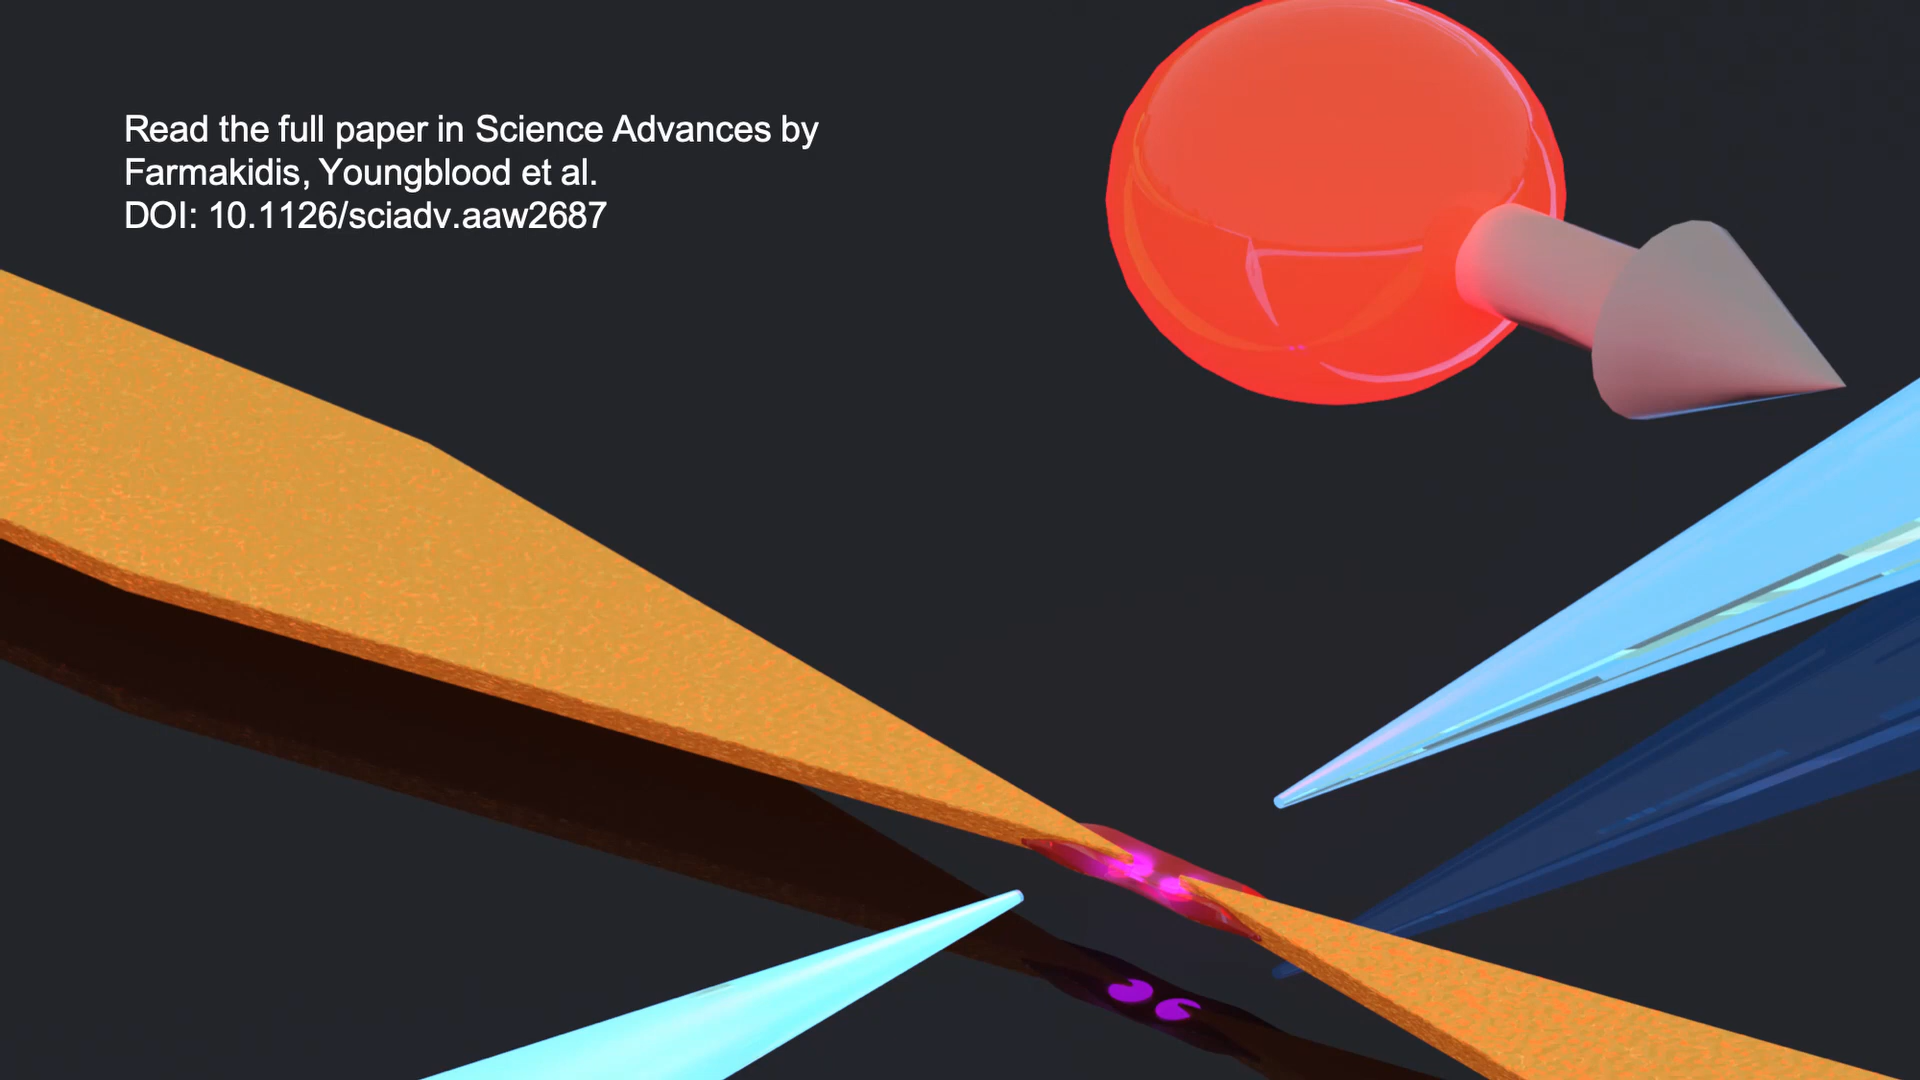 Read the full paper in Science Advances by
Farmakidis, Youngblood et al.
DOI: 10.1126/sciadv.aaw2687